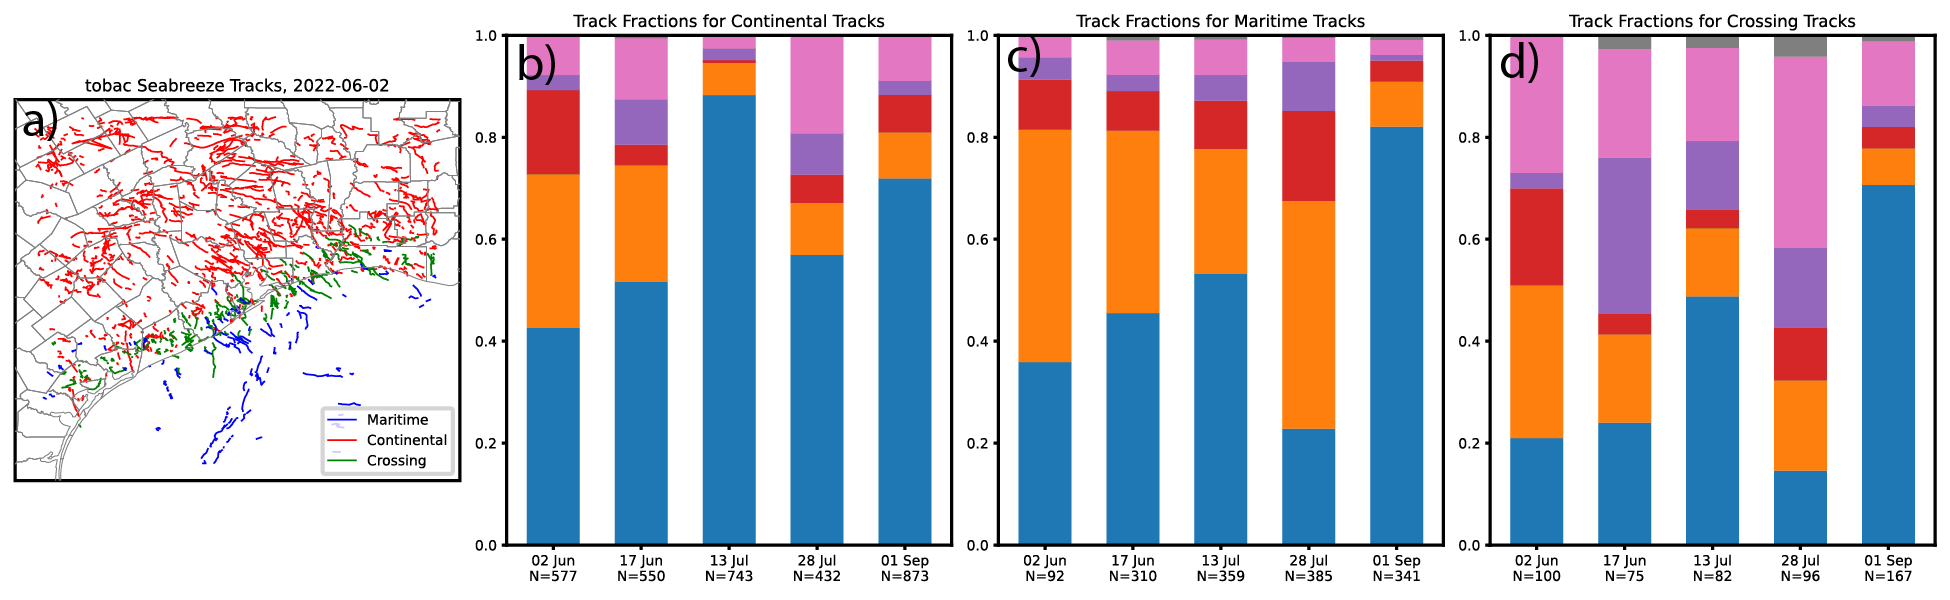 tobac Seabreeze Tracks, 2022-06-02
a)
Maritime
Continental
Crossing
Track Fractions for Continental Tracks
b)
1.0
0.8
0.6
0.4
0.2
0.0
02 Jun 17 Jun 13 Jul 28 Jul 01 Sep
N=577 N=550 N=743 N=432 N=873
Track Fractions for Maritime Tracks
c)
1.0
0.8
0.6
0.4
0.2
0.0
02 Jun 17 Jun 13 Jul 28 Jul 01 Sep
N=92 N=310 N=359 N=385 N=341
Track Fractions for Crossing Tracks
d)
1.0
0.8
0.6
0.4
0.2
0.0
02 Jun 17 Jun 13 Jul 28 Jul 01 Sep
N=100 N=75 N=82 N=96 N=167